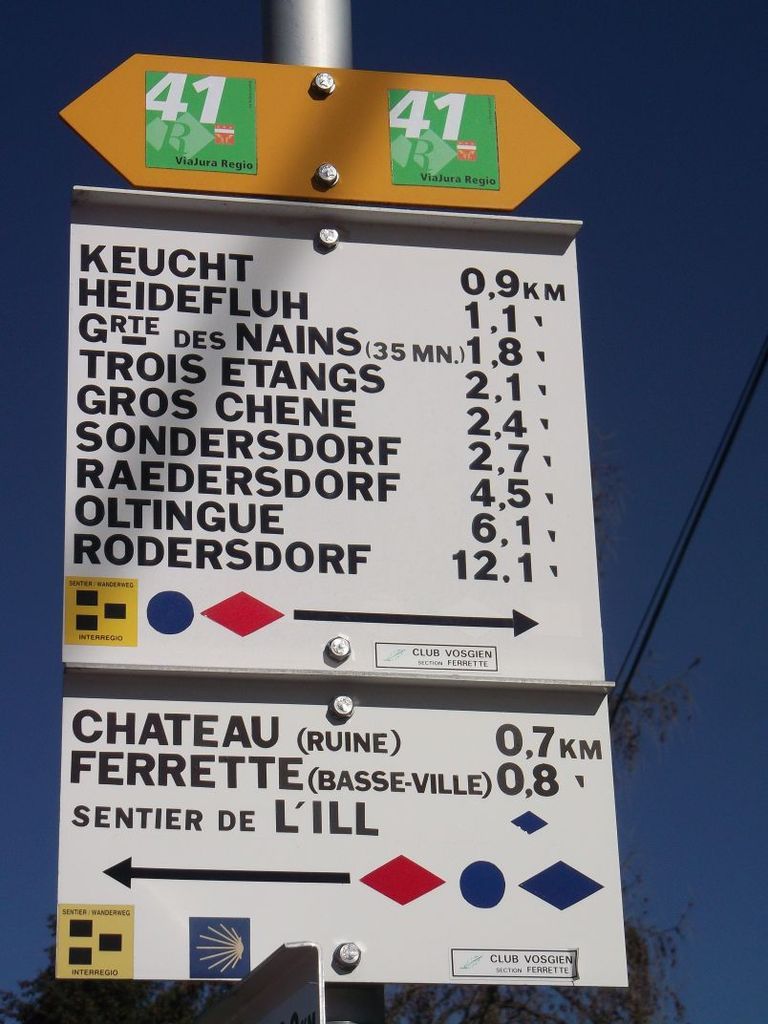 41
R
ViaJura Regio
41
R
ViaJura Regio
KEUCHT 0,9 KM
HEIDEFLUH 1,1 "
GRTE DES NAINS (35 MN.) 1,8 "
TROIS ETANGS 2,1 "
GROS CHENE 2,4 "
SONDERSDORF 2,7 "
RAEDERSDORF 4,5 "
OLTINGUE 6,1 "
RODERSDORF 12,1 "
SENTIER / WANDERWEG
INTERREGIO
CLUB VOSGIEN
SECTION FERRETTE
CHATEAU (RUINE) 0,7 KM
FERRETTE (BASSE-VILLE) 0,8 "
SENTIER DE L'ILL
SENTIER / WANDERWEG
INTERREGIO
CLUB VOSGIEN
SECTION FERRETTE